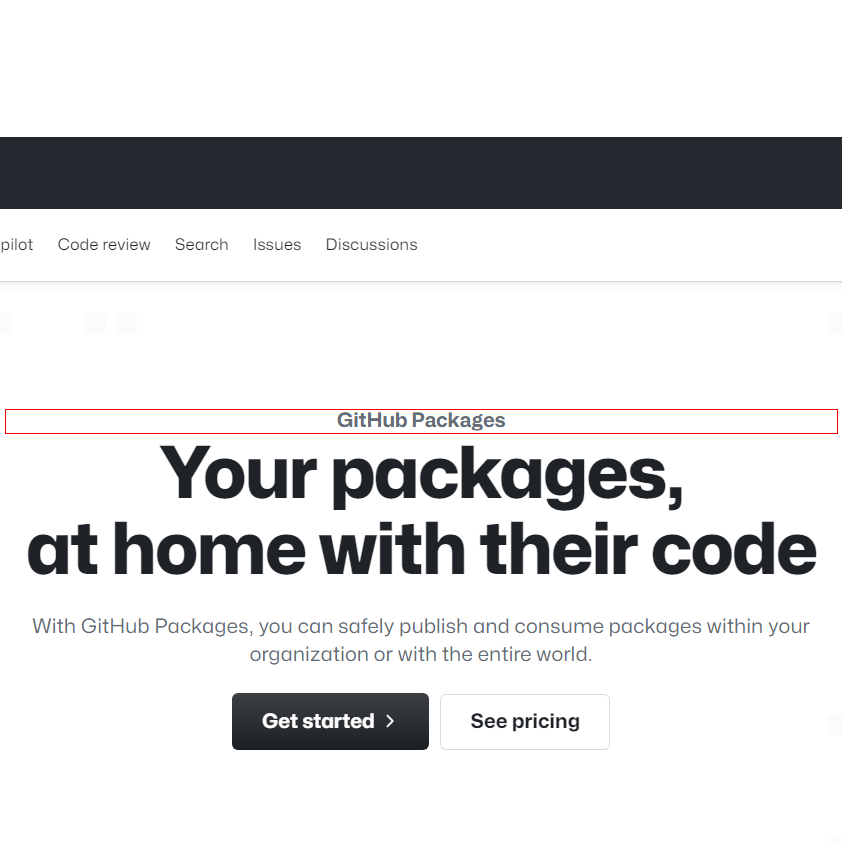 pilot Code review Search Issues Discussions
GitHub Packages
Your packages,
at home with their code
With GitHub Packages, you can safely publish and consume packages within your
organization or with the entire world.
Get started
See pricing